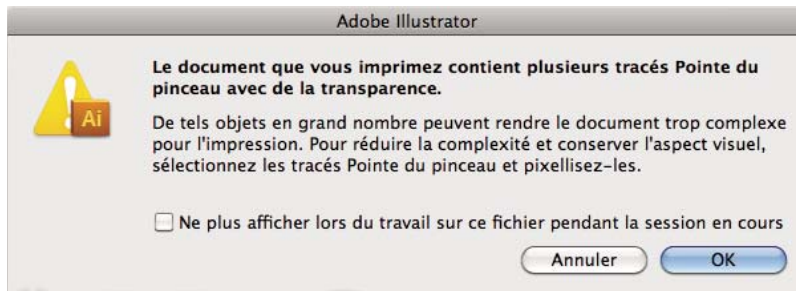 Adobe Illustrator
Le document que vous imprimez contient plusieurs tracés Pointe du
pinceau avec de la transparence.
De tels objets en grand nombre peuvent rendre le document trop complexe
pour l'impression. Pour réduire la complexité et conserver l'aspect visuel,
sélectionnez les tracés Pointe du pinceau et pixellisez-les.
Ai
Ne plus afficher lors du travail sur ce fichier pendant la session en cours
Annuler OK